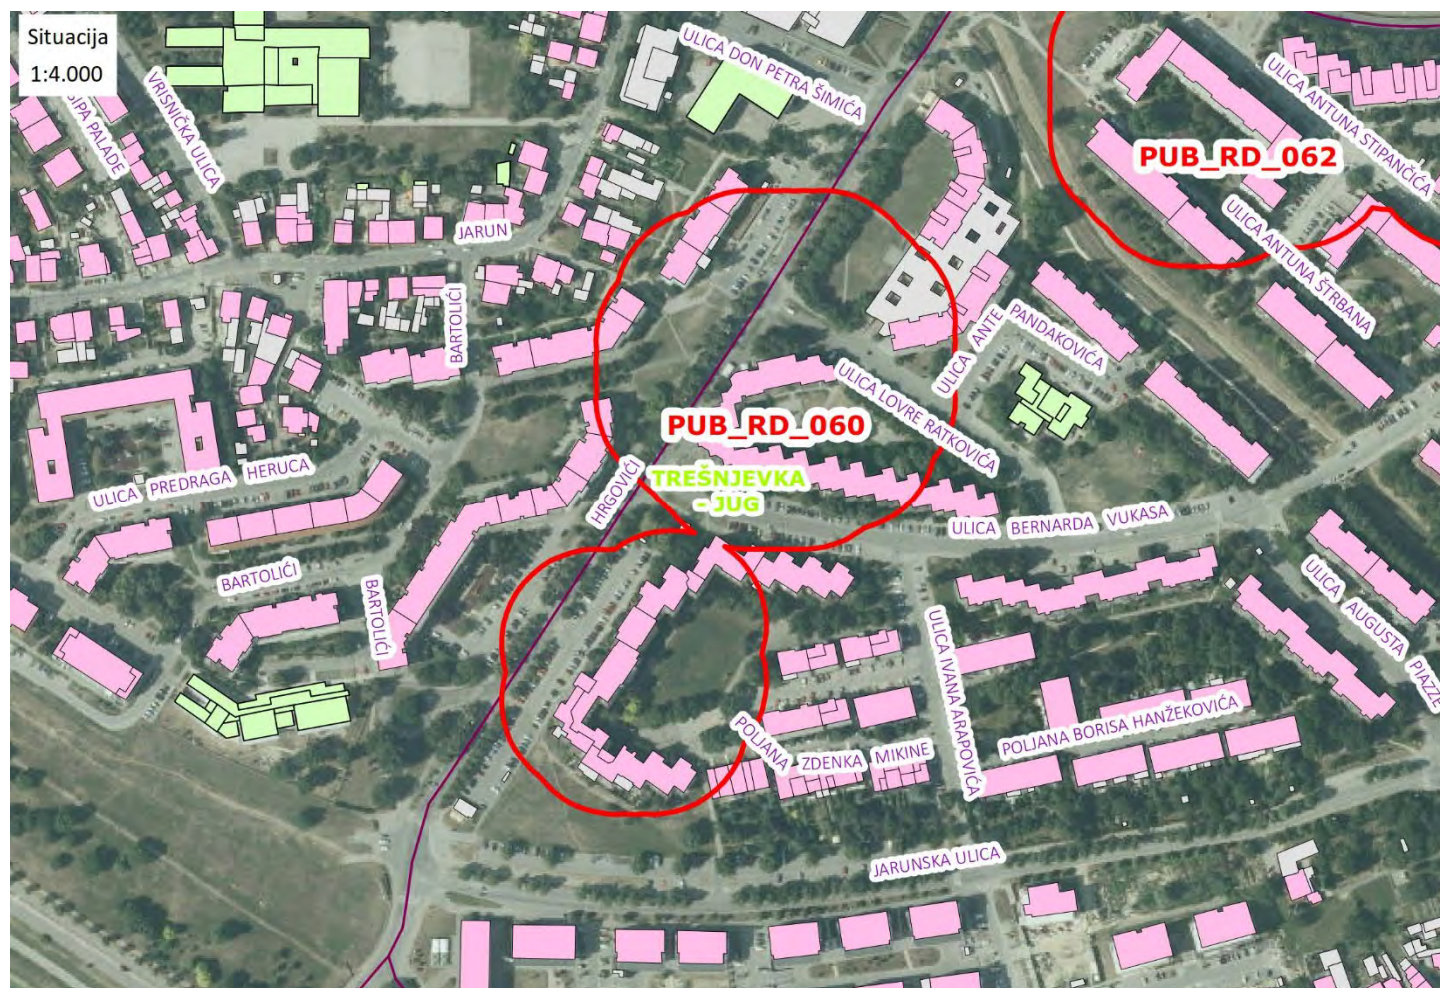 Situacija
1:4.000
SIPA PALADE
VRISNIČKA ULICA
ULICA DON PETRA ŠIMIĆA
ULICA ANTUNA STIPANČIĆA
PUB_RD_062
ULICA ANTUNA ŠTRBANA
JARUN
BARTOLIĆI
ULICA ANTE PANDAKOVIĆA
ULICA LOVRE RATKOVIĆA
PUB_RD_060
TREŠNJEVKA
- JUG
HRGOVIĆI
ULICA PREDRAGA HERUCA
ULICA BERNARDA VUKASA
BARTOLIĆI
BARTOLIĆI
ULICA AUGUSTA PIAZZE
ULICA IVANA ARAPOVIĆA
POLJANA BORISA HANŽEKOVIĆA
POLJANA ZDENKA MIKINE
JARUNSKA ULICA